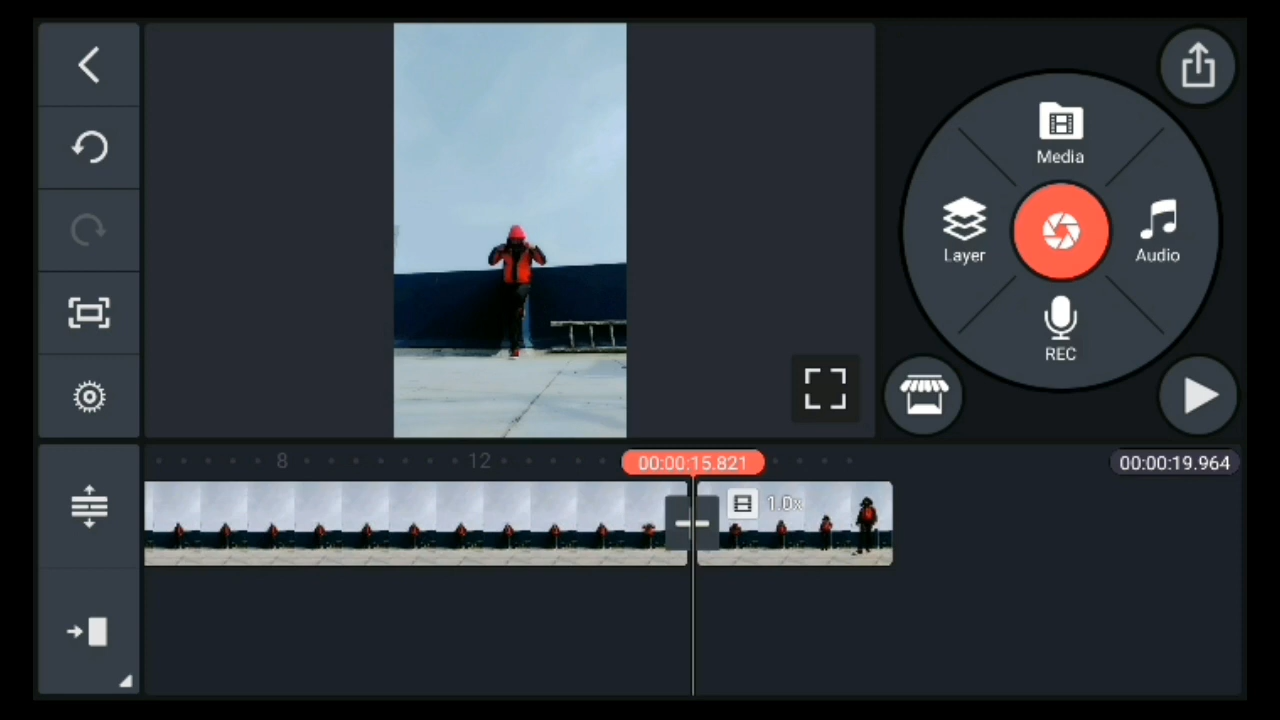 Media
Layer
Audio
REC
8
12
00:00:15.821
00:00:19.964
1.0x